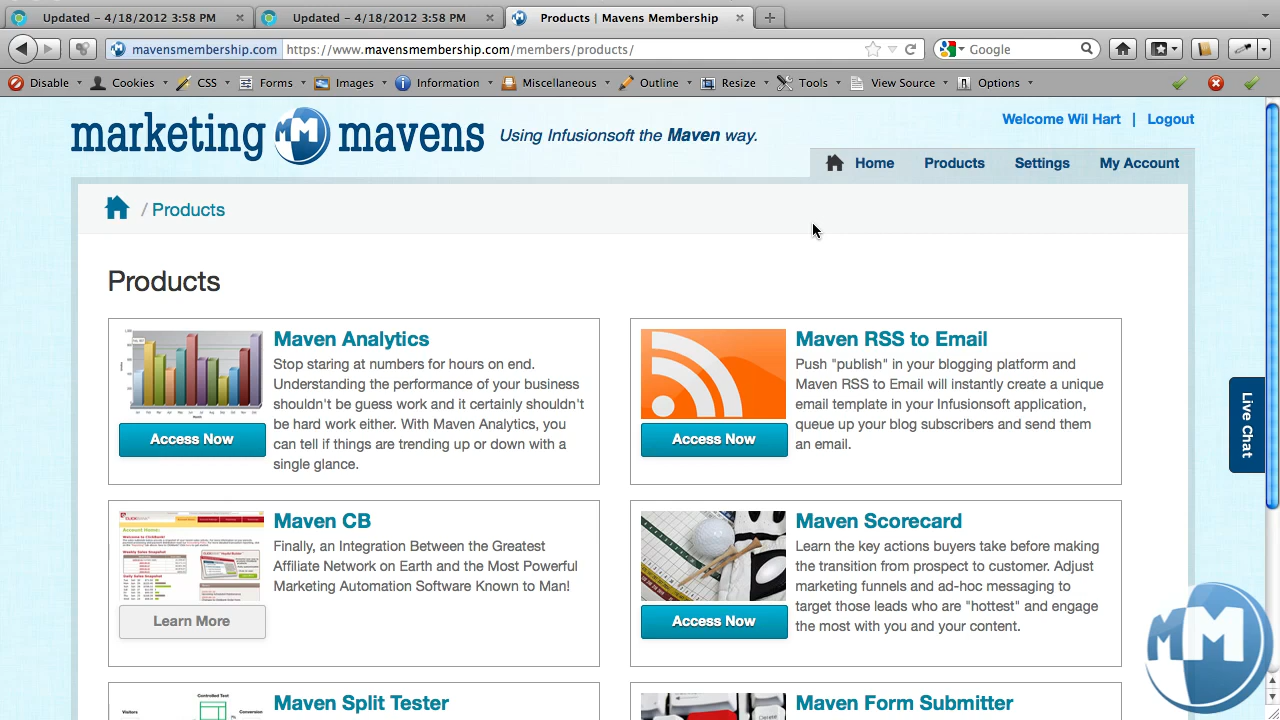 Updated – 4/18/2012 3:58 PM
Updated – 4/18/2012 3:58 PM
Products | Mavens Membership
mavensmembership.com
https://www.mavensmembership.com/members/products/
Google
Disable
Cookies
CSS
Forms
Images
Information
Miscellaneous
Outline
Resize
Tools
View Source
Options
marketing mavens
Using Infusionsoft the Maven way.
Welcome Wil Hart | Logout
Home
Products
Settings
My Account
/ Products
Products
Maven Analytics
Stop staring at numbers for hours on end.
Understanding the performance of your business
shouldn't be guess work and it certainly shouldn't
be hard work either. With Maven Analytics, you
can tell if things are trending up or down with a
single glance.
Access Now
Maven RSS to Email
Push "publish" in your blogging platform and
Maven RSS to Email will instantly create a unique
email template in your Infusionsoft application,
queue up your blog subscribers and send them
an email.
Access Now
Maven CB
Finally, an Integration Between the Greatest
Affiliate Network on Earth and the Most Powerful
Marketing Automation Software Known to Man!
Learn More
Maven Scorecard
Learn the key actions buyers take before making
the transition from prospect to customer. Adjust
marketing funnels and ad-hoc messaging to
target those leads who are "hottest" and engage
the most with you and your content.
Access Now
Live Chat
Maven Split Tester
Controlled Test
Visitors
Conversion
Maven Form Submitter
Delete
M